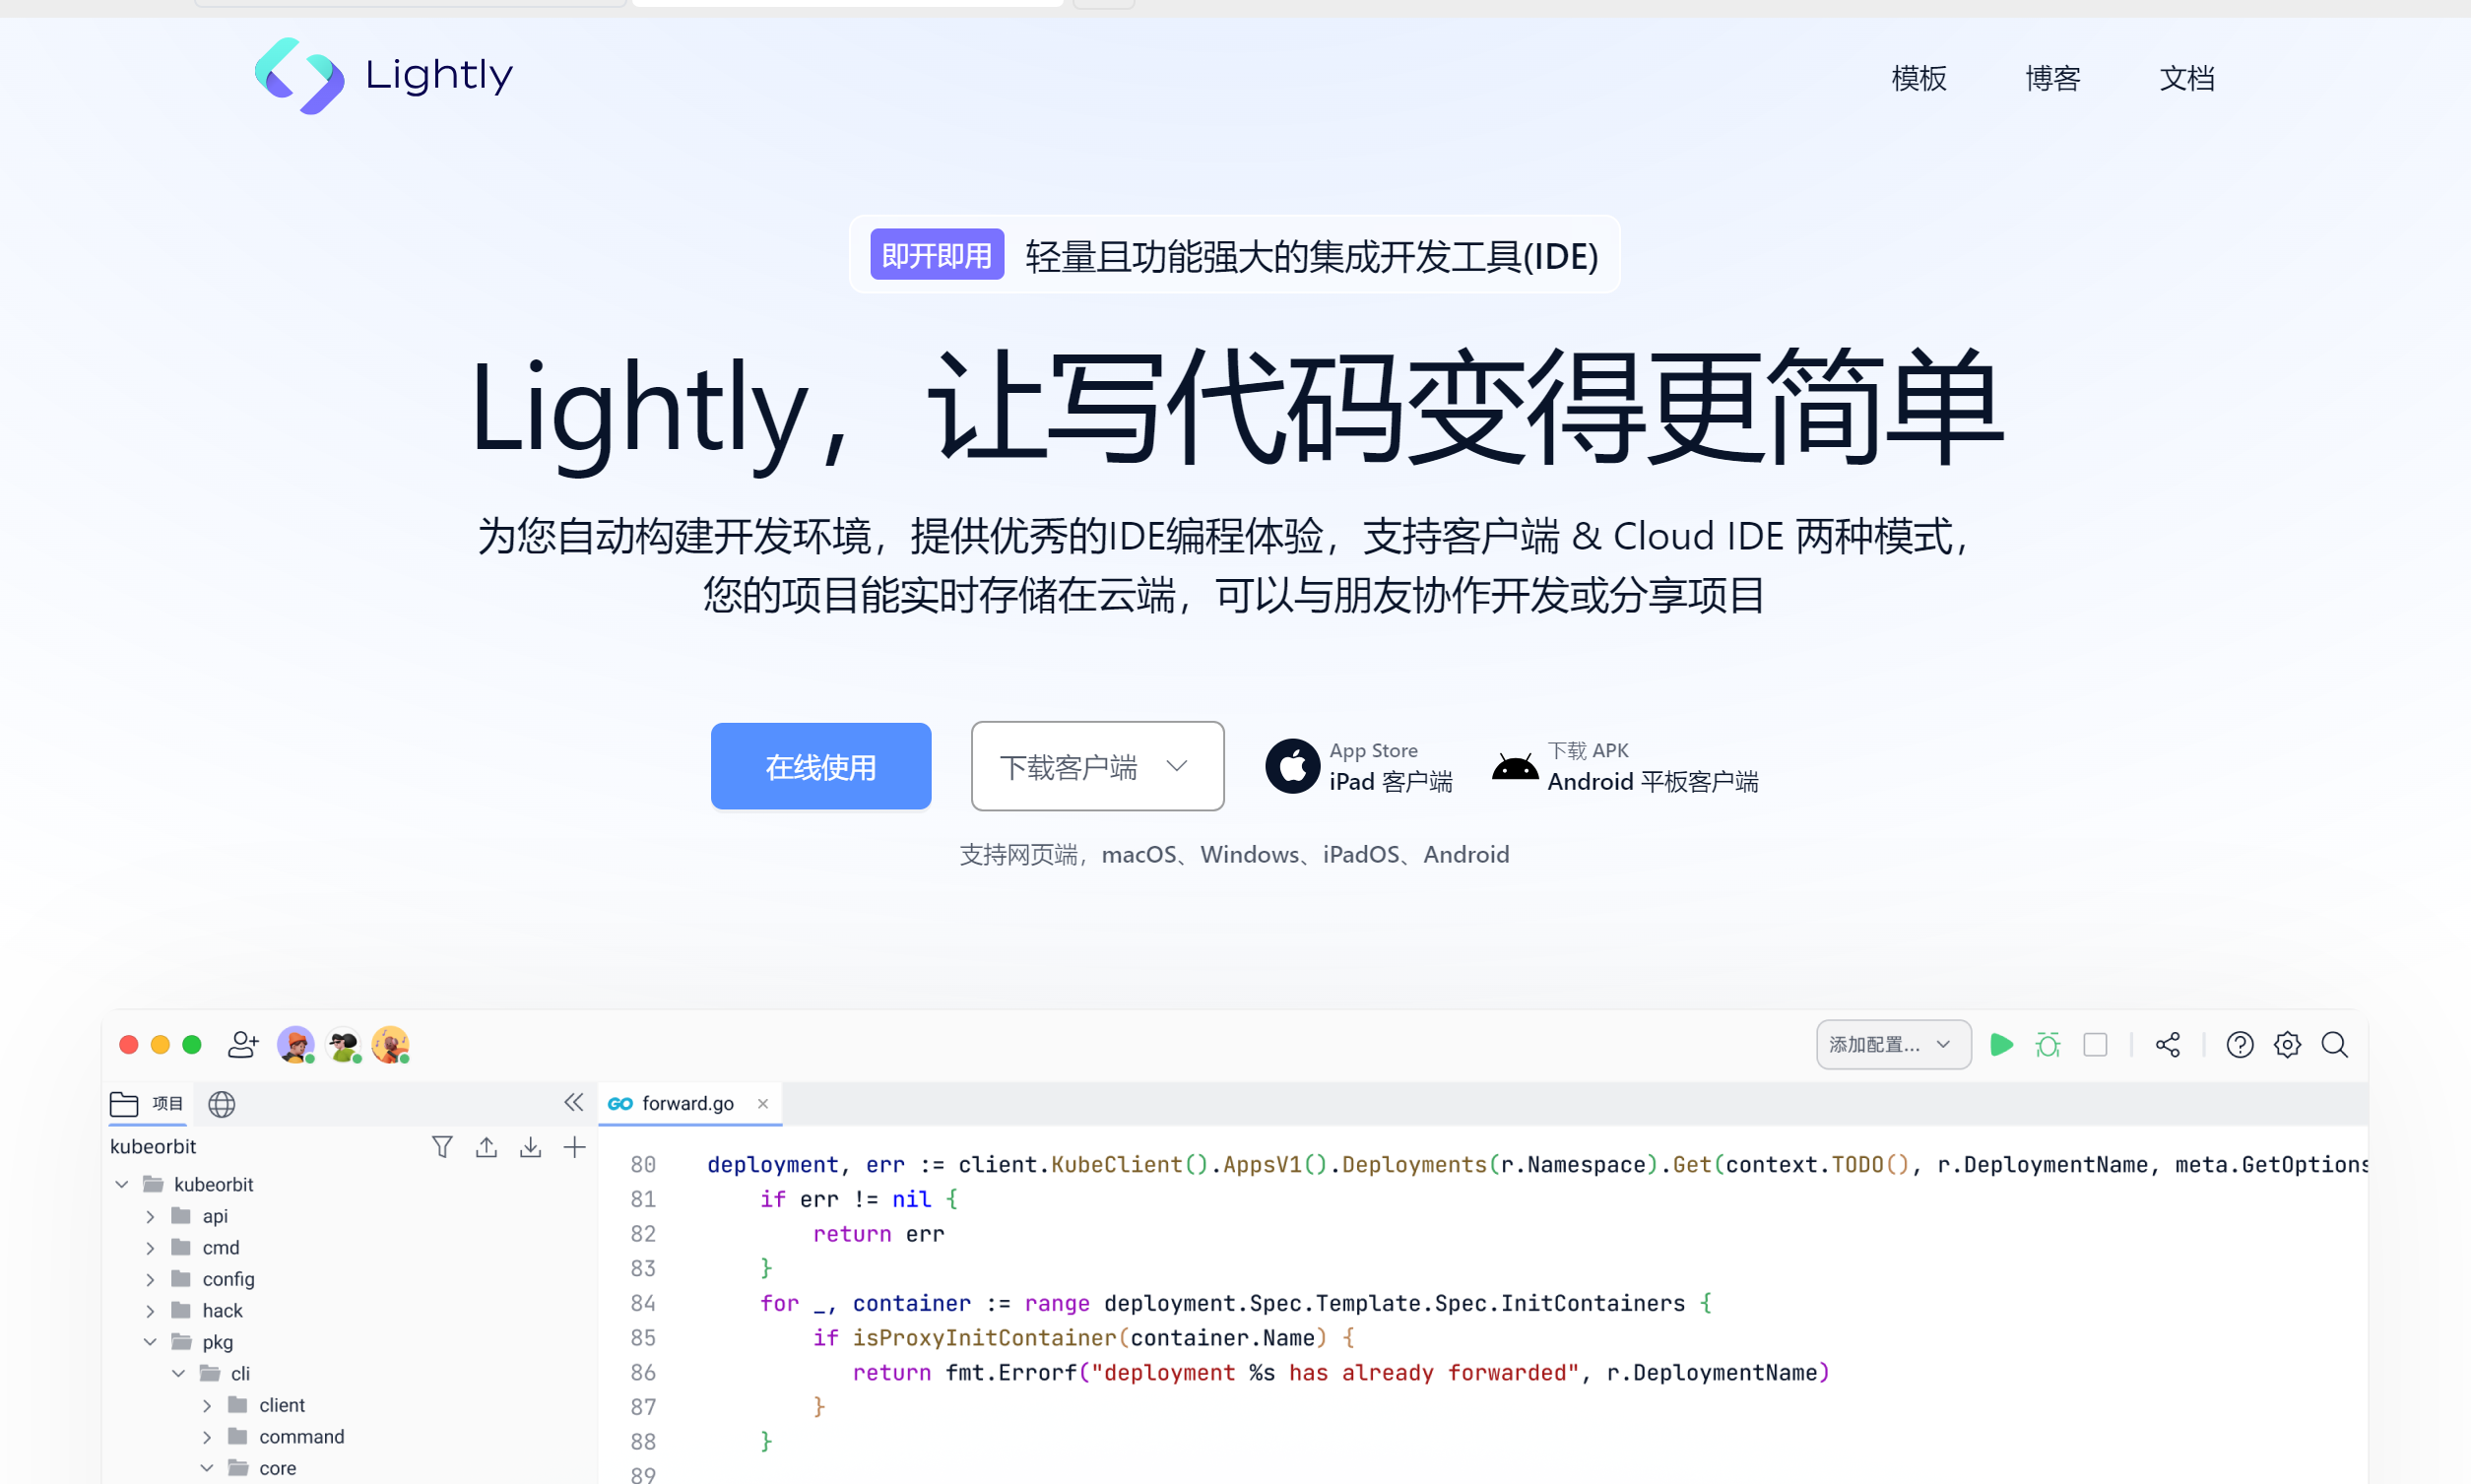 Lightly
模板 博客 文档
即开即用 轻量且功能强大的集成开发工具(IDE)
Lightly，让写代码变得更简单
为您自动构建开发环境，提供优秀的IDE编程体验，支持客户端 & Cloud IDE 两种模式，
您的项目能实时存储在云端，可以与朋友协作开发或分享项目
在线使用
下载客户端
App Store
iPad 客户端
下载 APK
Android 平板客户端
支持网页端，macOS、Windows、iPadOS、Android
添加配置...
项目
GO forward.go
kubeorbit
kubeorbit
api
cmd
config
hack
pkg
cli
client
command
core
80 deployment, err := client.KubeClient().AppsV1().Deployments(r.Namespace).Get(context.TODO(), r.DeploymentName, meta.GetOptions
81 if err != nil {
82 return err
83 }
84 for _, container := range deployment.Spec.Template.Spec.InitContainers {
85 if isProxyInitContainer(container.Name) {
86 return fmt.Errorf("deployment %s has already forwarded", r.DeploymentName)
87 }
88 }
89